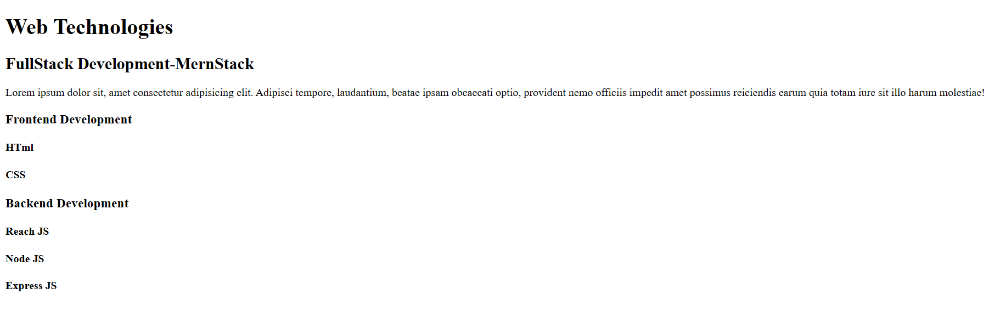 Web Technologies
FullStack Development-MernStack
Lorem ipsum dolor sit, amet consectetur adipisicing elit. Adipisci tempore, laudantium, beatae ipsam obcaecati optio, provident nemo officiis impedit amet possimus reiciendis earum quia totam iure sit illo harum molestiae!
Frontend Development
HTml
CSS
Backend Development
Reach JS
Node JS
Express JS